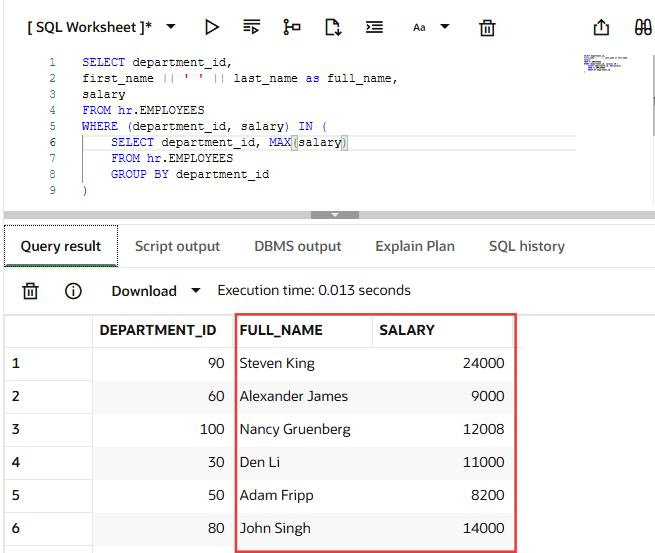 [ SQL Worksheet ]*
Aa
1 SELECT department_id,
2 first_name || ' ' || last_name as full_name,
3 salary
4 FROM hr.EMPLOYEES
5 WHERE (department_id, salary) IN (
6 SELECT department_id, MAX(salary)
7 FROM hr.EMPLOYEES
8 GROUP BY department_id
9 )
Query result Script output DBMS output Explain Plan SQL history
Download Execution time: 0.013 seconds
DEPARTMENT_ID FULL_NAME SALARY
1 90 Steven King 24000
2 60 Alexander James 9000
3 100 Nancy Gruenberg 12008
4 30 Den Li 11000
5 50 Adam Fripp 8200
6 80 John Singh 14000